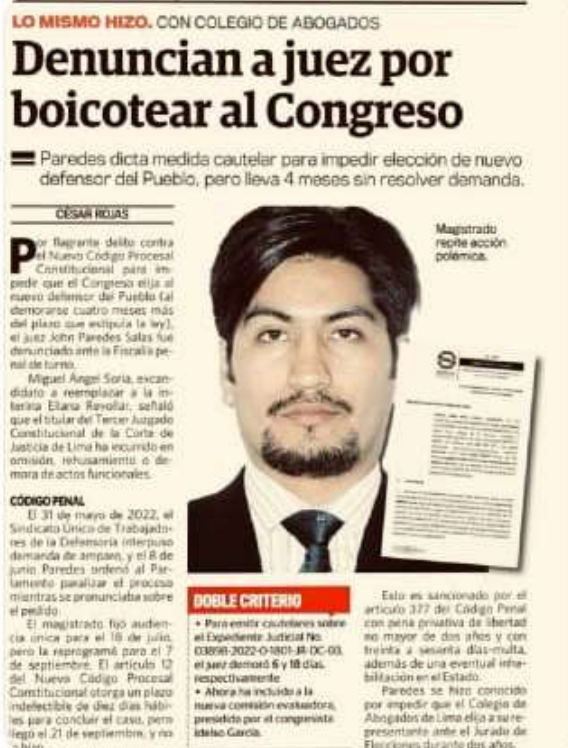 LO MISMO HIZO. CON COLEGIO DE ABOGADOS
Denuncian a juez por
boicotear al Congreso
Paredes dicta medida cautelar para impedir elección de nuevo
defensor del Pueblo, pero lleva 4 meses sin resolver demanda.
CÉSAR ROJAS
Por flagrante delito contra
el Nuevo Código Procesal
Constitucional para im-
pedir que el Congreso elija al
nuevo defensor del Pueblo (al
demorarse cuatro meses más
del plazo que estipula la ley),
el juez John Paredes Salas fue
denunciado ante la Fiscalía pe-
nal de turno.
Miguel Ángel Soria, excan-
didato a reemplazar a la in-
terina Eliana Revollar, señaló
que el titular del Tercer Juzgado
Constitucional de la Corte de
Justicia de Lima ha incurrido en
omisión, rehusamiento o de-
mora de actos funcionales.
CÓDIGO PENAL
El 31 de mayo de 2022, el
Sindicato Único de Trabajado-
res de la Defensoría interpuso
demanda de amparo, y el 8 de
junio Paredes ordenó al Par-
lamento paralizar el proceso
mientras se pronunciaba sobre
el pedido.
El magistrado fijó audien-
cia única para el 18 de julio,
pero la reprogramó para el 7
de septiembre. El artículo 12
del Nuevo Código Procesal
Constitucional otorga un plazo
indefectible de diez días hábi-
les para concluir el caso, pero
llegó el 21 de septiembre, y no
Magistrado
repite acción
polémica.
DOBLE CRITERIO
• Para emitir cautelares sobre
el Expediente Judicial No.
03898-2022-0-1801-JR-DC-03,
el juez demoró 6 y 18 días,
respectivamente
• Ahora ha incluido a la
nueva comisión evaluadora,
presidida por el congresista
Idelso García.
Esto es sancionado por el
artículo 377 del Código Penal
con pena privativa de libertad
no mayor de dos años y con
treinta a sesenta días-multa,
además de una eventual inha-
bilitación en el Estado.
Paredes se hizo conocido
por impedir que el Colegio de
Abogados de Lima elija a su re-
presentante ante el Jurado de
Elecciones durante dos años.